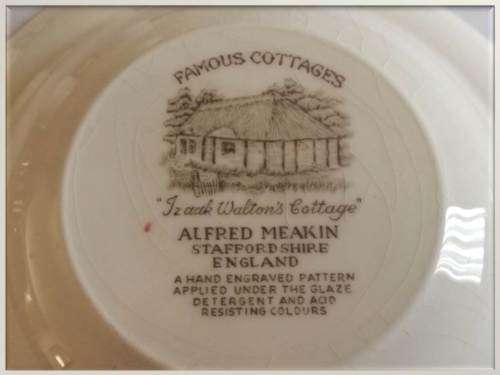 FAMOUS COTTAGES
"Izaak Walton's Cottage"
ALFRED MEAKIN
STAFFORDSHIRE
ENGLAND
A HAND ENGRAVED PATTERN
APPLIED UNDER THE GLAZE
DETERGENT AND ACID
RESISTING COLOURS